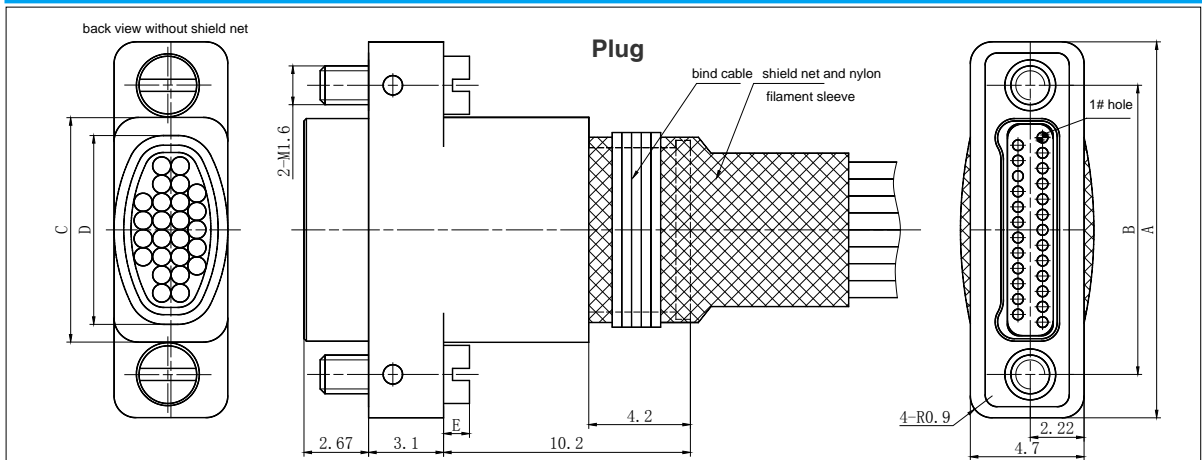 back view without shield net
Plug
bind cable
shield net and nylon
filament sleeve
1# hole
2-M1.6
C
D
B
A
E
4.2
2.67
3.1
10.2
4-R0.9
2.22
4.7